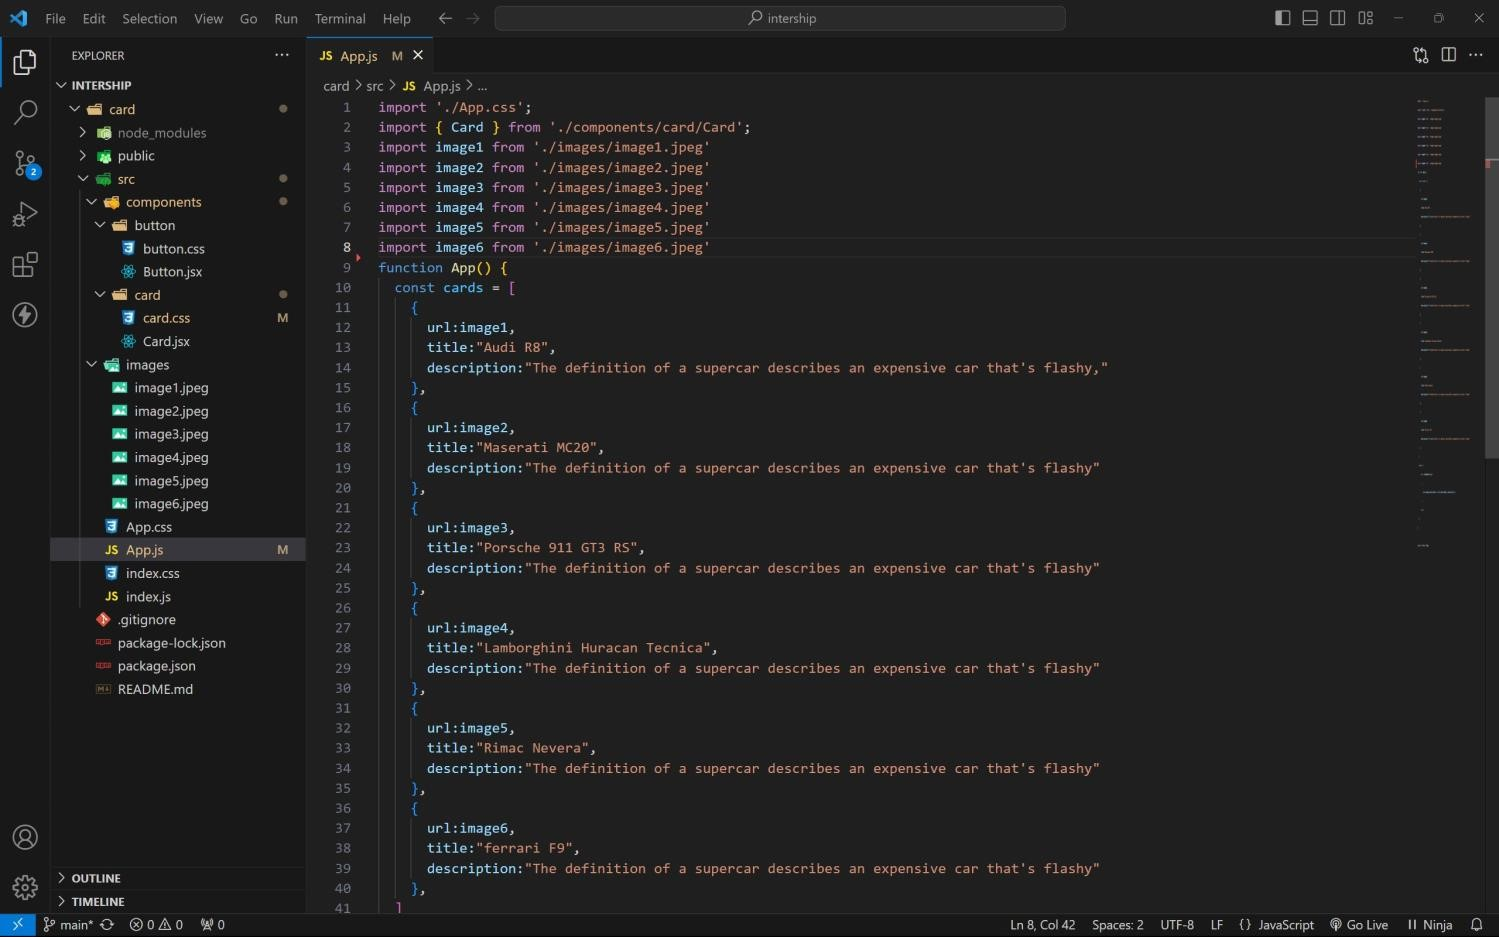 File Edit Selection View Go Run Terminal Help
intership
EXPLORER
INTERSHIP
card
node_modules
public
src
components
button
button.css
Button.jsx
card
card.css M
Card.jsx
images
image1.jpeg
image2.jpeg
image3.jpeg
image4.jpeg
image5.jpeg
image6.jpeg
App.css
JS App.js M
index.css
JS index.js
.gitignore
package-lock.json
package.json
README.md
OUTLINE
TIMELINE
2
JS App.js M
card > src > JS App.js > ...
1 import './App.css';
2 import { Card } from './components/card/Card';
3 import image1 from './images/image1.jpeg'
4 import image2 from './images/image2.jpeg'
5 import image3 from './images/image3.jpeg'
6 import image4 from './images/image4.jpeg'
7 import image5 from './images/image5.jpeg'
8 import image6 from './images/image6.jpeg'
9 function App() {
10 const cards = [
11 {
12 url:image1,
13 title:"Audi R8",
14 description:"The definition of a supercar describes an expensive car that's flashy,"
15 },
16 {
17 url:image2,
18 title:"Maserati MC20",
19 description:"The definition of a supercar describes an expensive car that's flashy"
20 },
21 {
22 url:image3,
23 title:"Porsche 911 GT3 RS",
24 description:"The definition of a supercar describes an expensive car that's flashy"
25 },
26 {
27 url:image4,
28 title:"Lamborghini Huracan Tecnica",
29 description:"The definition of a supercar describes an expensive car that's flashy"
30 },
31 {
32 url:image5,
33 title:"Rimac Nevera",
34 description:"The definition of a supercar describes an expensive car that's flashy"
35 },
36 {
37 url:image6,
38 title:"ferrari F9",
39 description:"The definition of a supercar describes an expensive car that's flashy"
40 },
41 ]
main* 0 0 0 Ln 8, Col 42 Spaces: 2 UTF-8 LF {} JavaScript Go Live Ninja